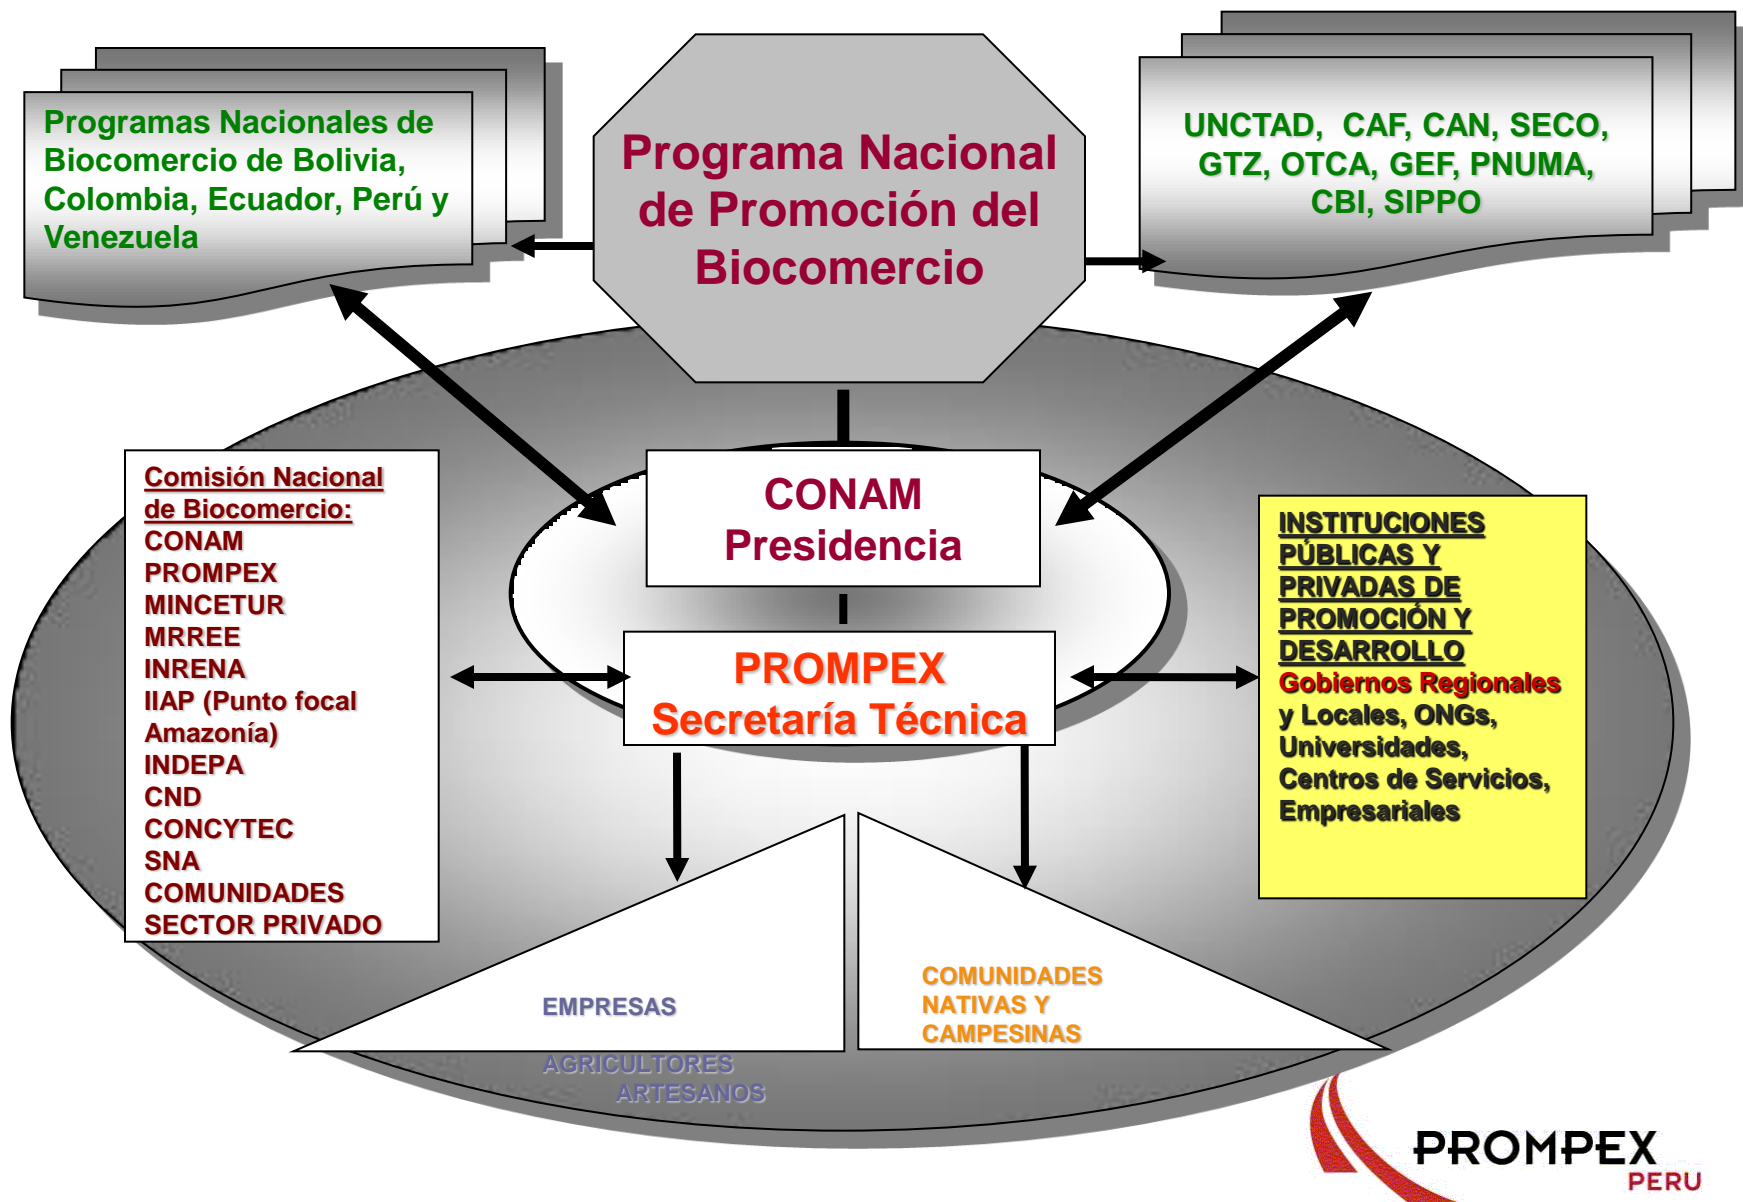 Programas Nacionales de
Biocomercio de Bolivia,
Colombia, Ecuador, Perú y
Venezuela
Programa Nacional
de Promoción del
Biocomercio
UNCTAD, CAF, CAN, SECO,
GTZ, OTCA, GEF, PNUMA,
CBI, SIPPO
Comisión Nacional
de Biocomercio:
CONAM
PROMPEX
MINCETUR
MRREE
INRENA
IIAP (Punto focal
Amazonía)
INDEPA
CND
CONCYTEC
SNA
COMUNIDADES
SECTOR PRIVADO
CONAM
Presidencia
PROMPEX
Secretaría Técnica
INSTITUCIONES
PÚBLICAS Y
PRIVADAS DE
PROMOCIÓN Y
DESARROLLO
Gobiernos Regionales
y Locales, ONGs,
Universidades,
Centros de Servicios,
Empresariales
EMPRESAS
AGRICULTORES
ARTESANOS
COMUNIDADES
NATIVAS Y
CAMPESINAS
PROMPEX
PERU